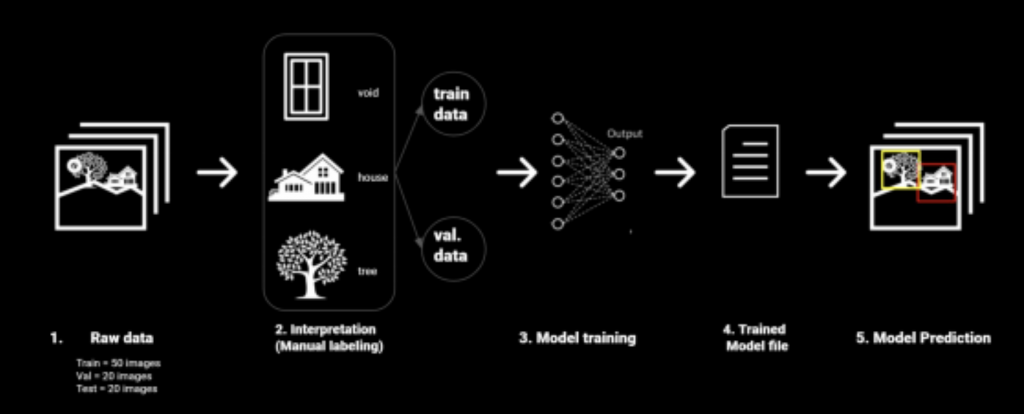 void
house
tree
train
data
val.
data
Output
1. Raw data
Train = 50 images
Val = 20 images
Test = 20 images
2. Interpretation
(Manual labeling)
3. Model training
4. Trained
Model file
5. Model Prediction